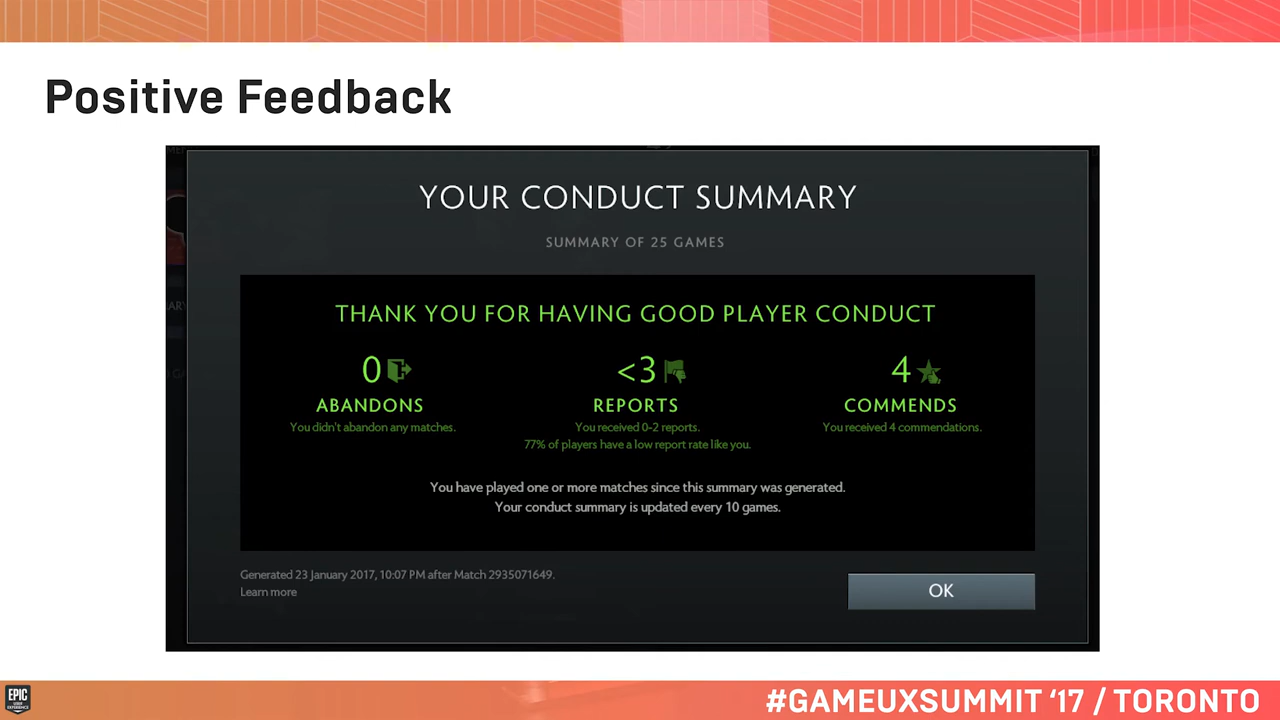 Positive Feedback
YOUR CONDUCT SUMMARY
SUMMARY OF 25 GAMES
THANK YOU FOR HAVING GOOD PLAYER CONDUCT
0
<3
4
ABANDONS
REPORTS
COMMENDS
You didn't abandon any matches.
You received 0-2 reports.
You received 4 commendations.
77% of players have a low report rate like you.
You have played one or more matches since this summary was generated.
Your conduct summary is updated every 10 games.
Generated 23 January 2017, 10:07 PM after Match 2935071649.
Learn more
OK
EPIC
#GAMEUXSUMMIT ‘17 / TORONTO